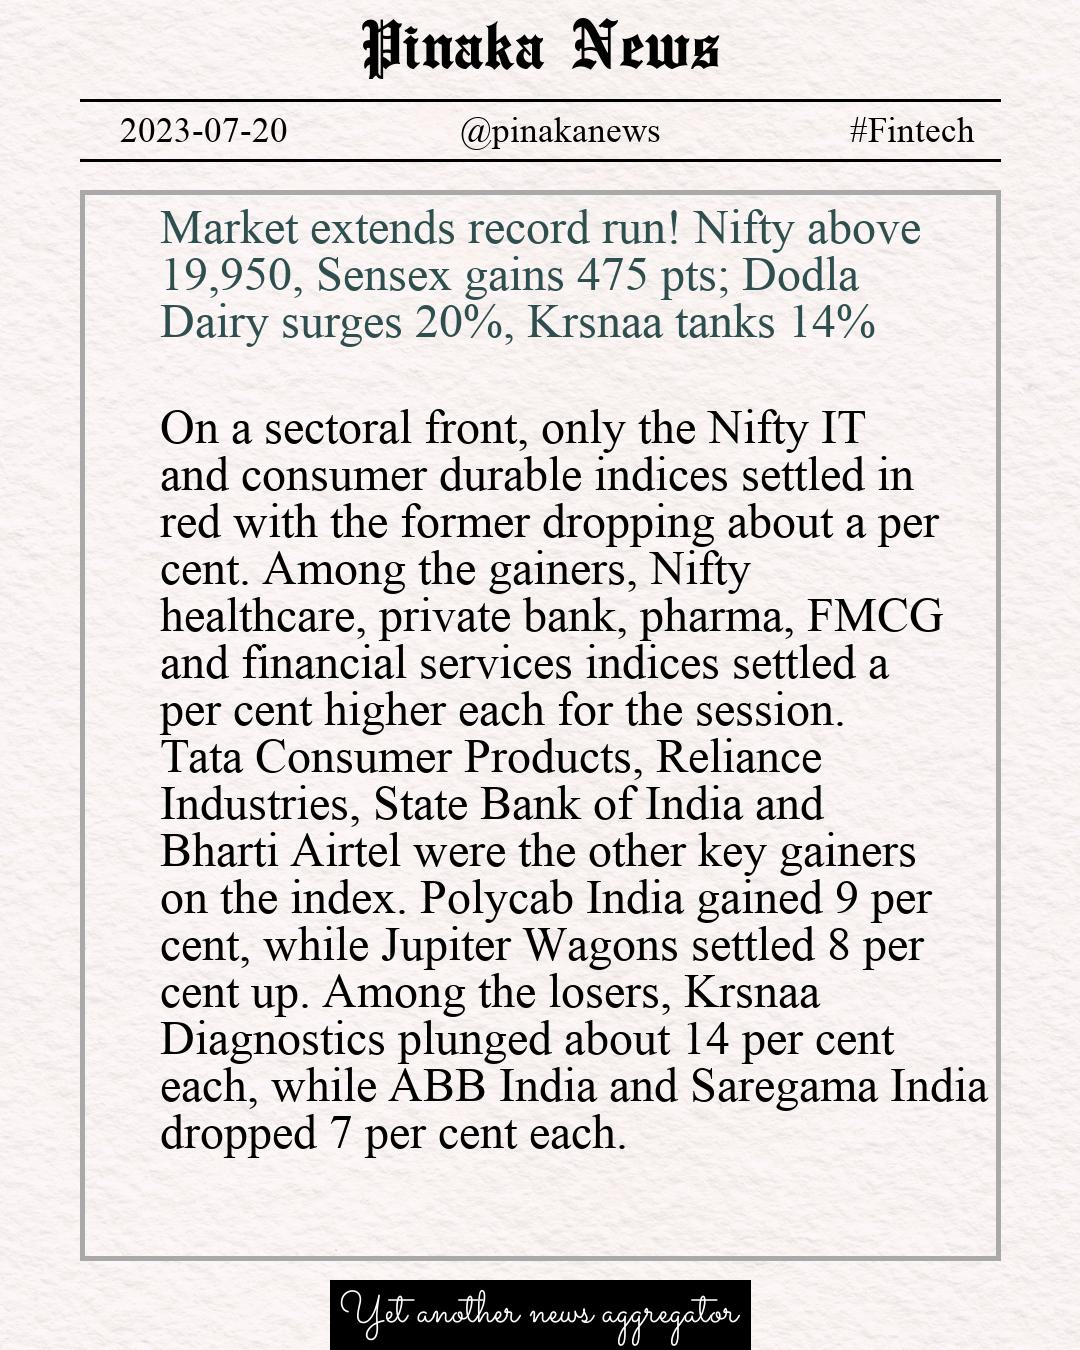 Pinaka News
2023-07-20 @pinakanews #Fintech
Market extends record run! Nifty above
19,950, Sensex gains 475 pts; Dodla
Dairy surges 20%, Krsnaa tanks 14%
On a sectoral front, only the Nifty IT
and consumer durable indices settled in
red with the former dropping about a per
cent. Among the gainers, Nifty
healthcare, private bank, pharma, FMCG
and financial services indices settled a
per cent higher each for the session.
Tata Consumer Products, Reliance
Industries, State Bank of India and
Bharti Airtel were the other key gainers
on the index. Polycab India gained 9 per
cent, while Jupiter Wagons settled 8 per
cent up. Among the losers, Krsnaa
Diagnostics plunged about 14 per cent
each, while ABB India and Saregama India
dropped 7 per cent each.
Yet another news aggregator